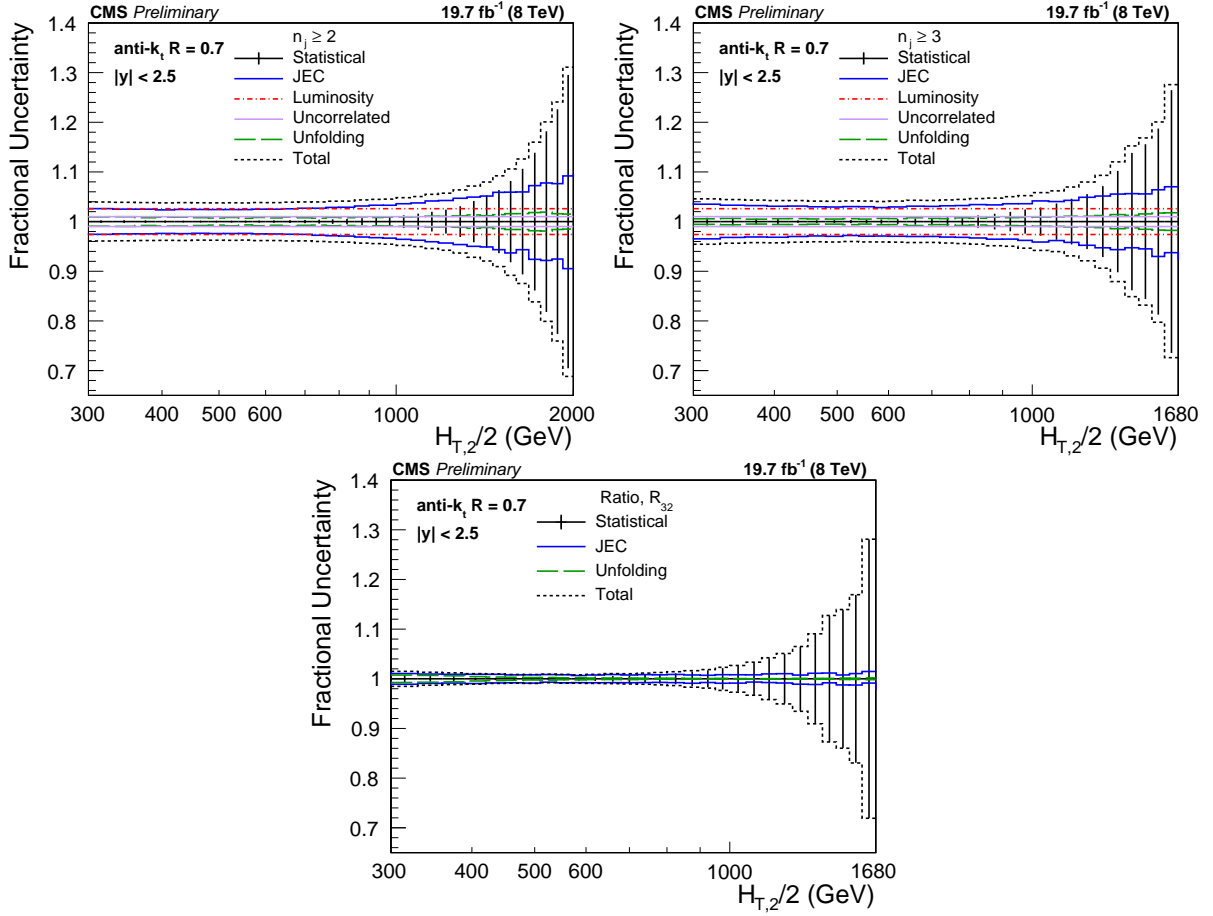 CMS Preliminary 19.7 fb⁻¹ (8 TeV)
Fractional Uncertainty
1.4
1.3
1.2
1.1
1
0.9
0.8
0.7
anti-kₜ R = 0.7
|y| < 2.5
nⱼ ≥ 2
Statistical
JEC
Luminosity
Uncorrelated
Unfolding
Total
300 400 500 600 1000 2000
H_T,2/2 (GeV)
CMS Preliminary 19.7 fb⁻¹ (8 TeV)
Fractional Uncertainty
1.4
1.3
1.2
1.1
1
0.9
0.8
0.7
anti-kₜ R = 0.7
|y| < 2.5
nⱼ ≥ 3
Statistical
JEC
Luminosity
Uncorrelated
Unfolding
Total
300 400 500 600 1000 1680
H_T,2/2 (GeV)
CMS Preliminary 19.7 fb⁻¹ (8 TeV)
Fractional Uncertainty
1.4
1.3
1.2
1.1
1
0.9
0.8
0.7
anti-kₜ R = 0.7
|y| < 2.5
Ratio, R₃₂
Statistical
JEC
Unfolding
Total
300 400 500 600 1000 1680
H_T,2/2 (GeV)